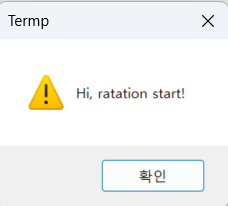 Termp
Hi, ratation start!
확인